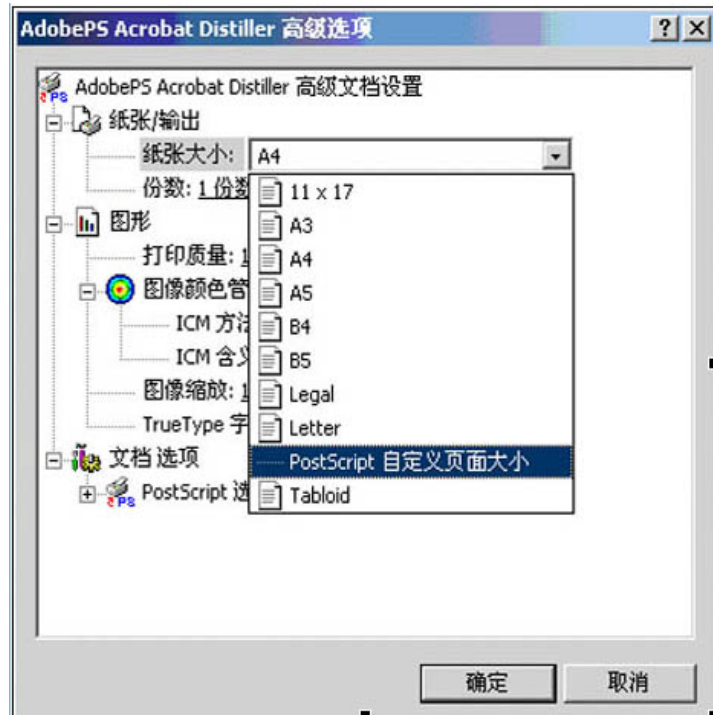 AdobePS Acrobat Distiller 高级选项
AdobePS Acrobat Distiller 高级文档设置
纸张/输出
纸张大小: A4
份数: 1 份数
11 x 17
图形
A3
打印质量:
A4
图像颜色管
A5
ICM 方法
B4
ICM 含义
B5
图像缩放:
Legal
TrueType 字
Letter
文档选项
PostScript 自定义页面大小
PostScript 选
Tabloid
确定 取消